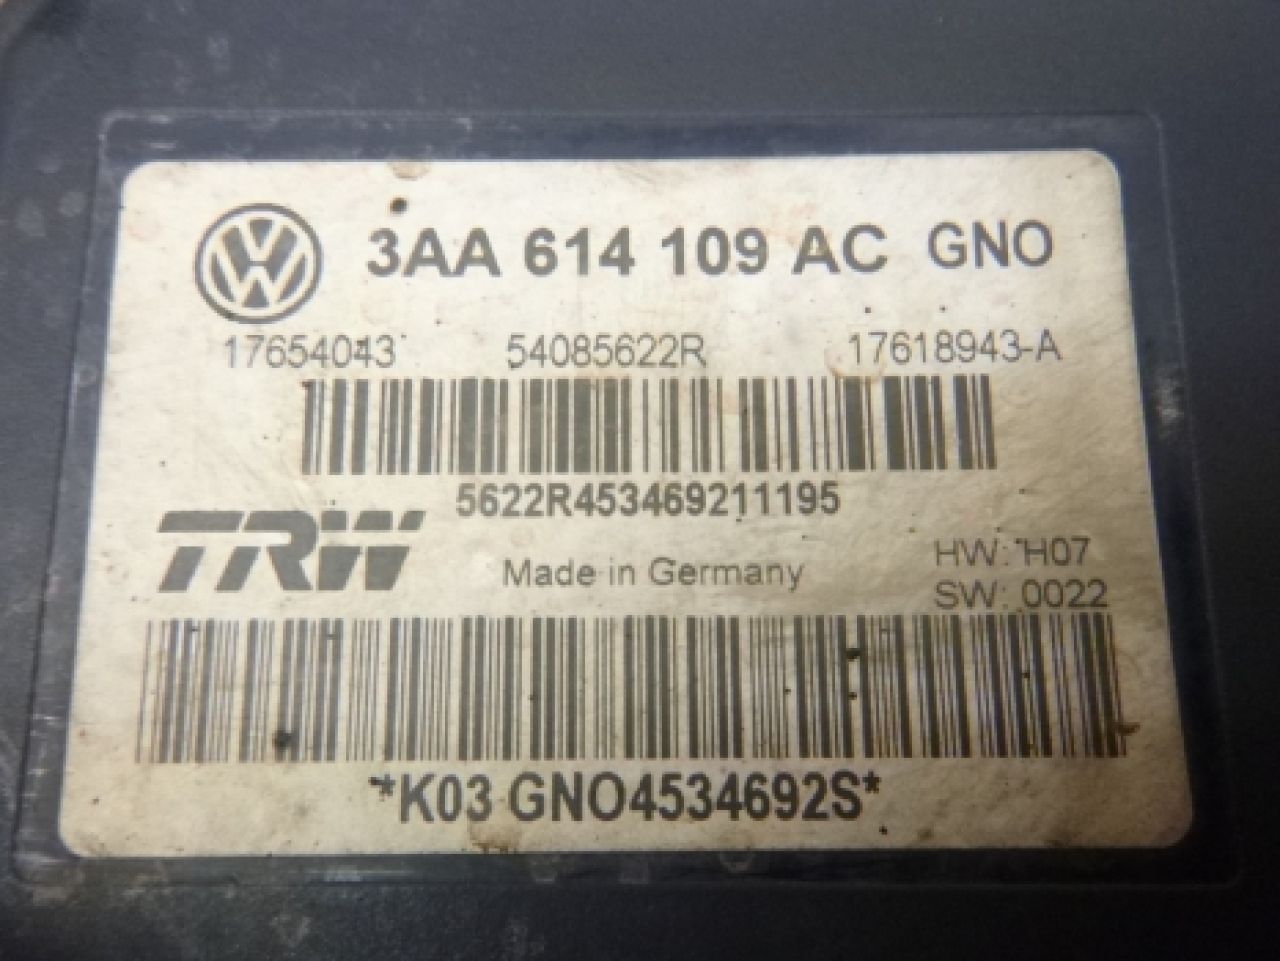 3AA 614 109 AC GNO
17654043 54085622R 17618943-A
5622R453469211195
TRW
Made in Germany
HW: H07
SW: 0022
*K03 GNO4534692S*